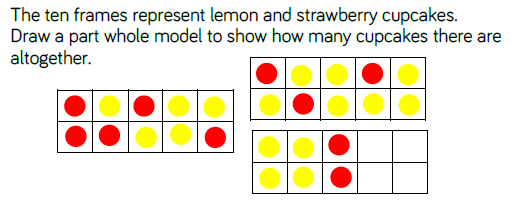 The ten frames represent lemon and strawberry cupcakes.
Draw a part whole model to show how many cupcakes there are
altogether.